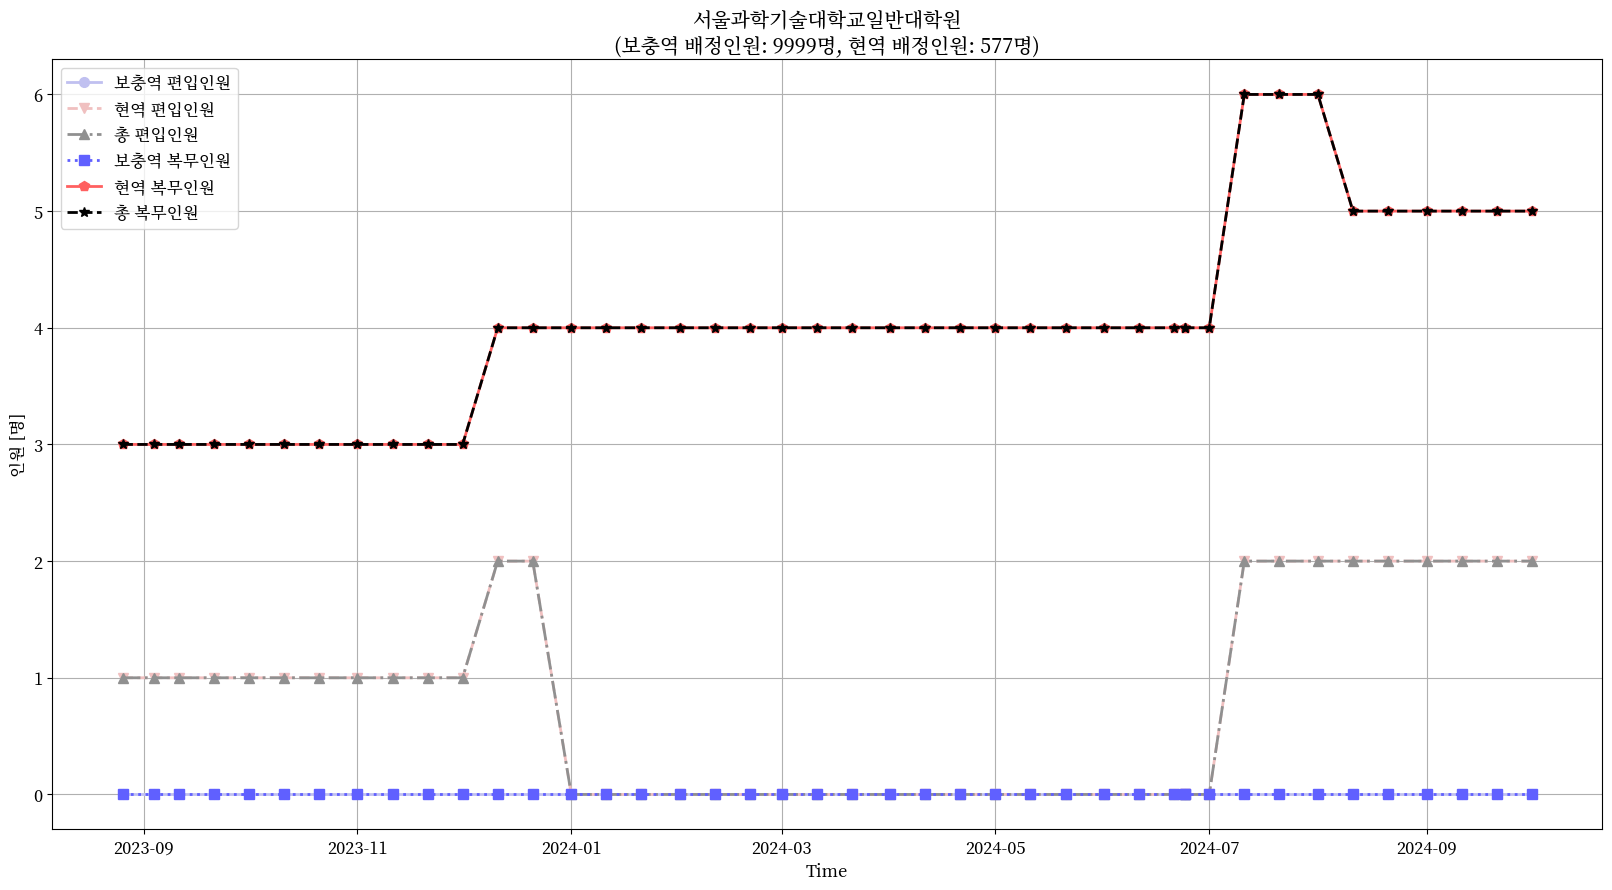 서울과학기술대학교일반대학원
(보충역 배정인원: 9999명, 현역 배정인원: 577명)
보충역 편입인원
현역 편입인원
총 편입인원
보충역 복무인원
현역 복무인원
총 복무인원
인원 [명]
6
5
4
3
2
1
0
2023-09
2023-11
2024-01
2024-03
2024-05
2024-07
2024-09
Time